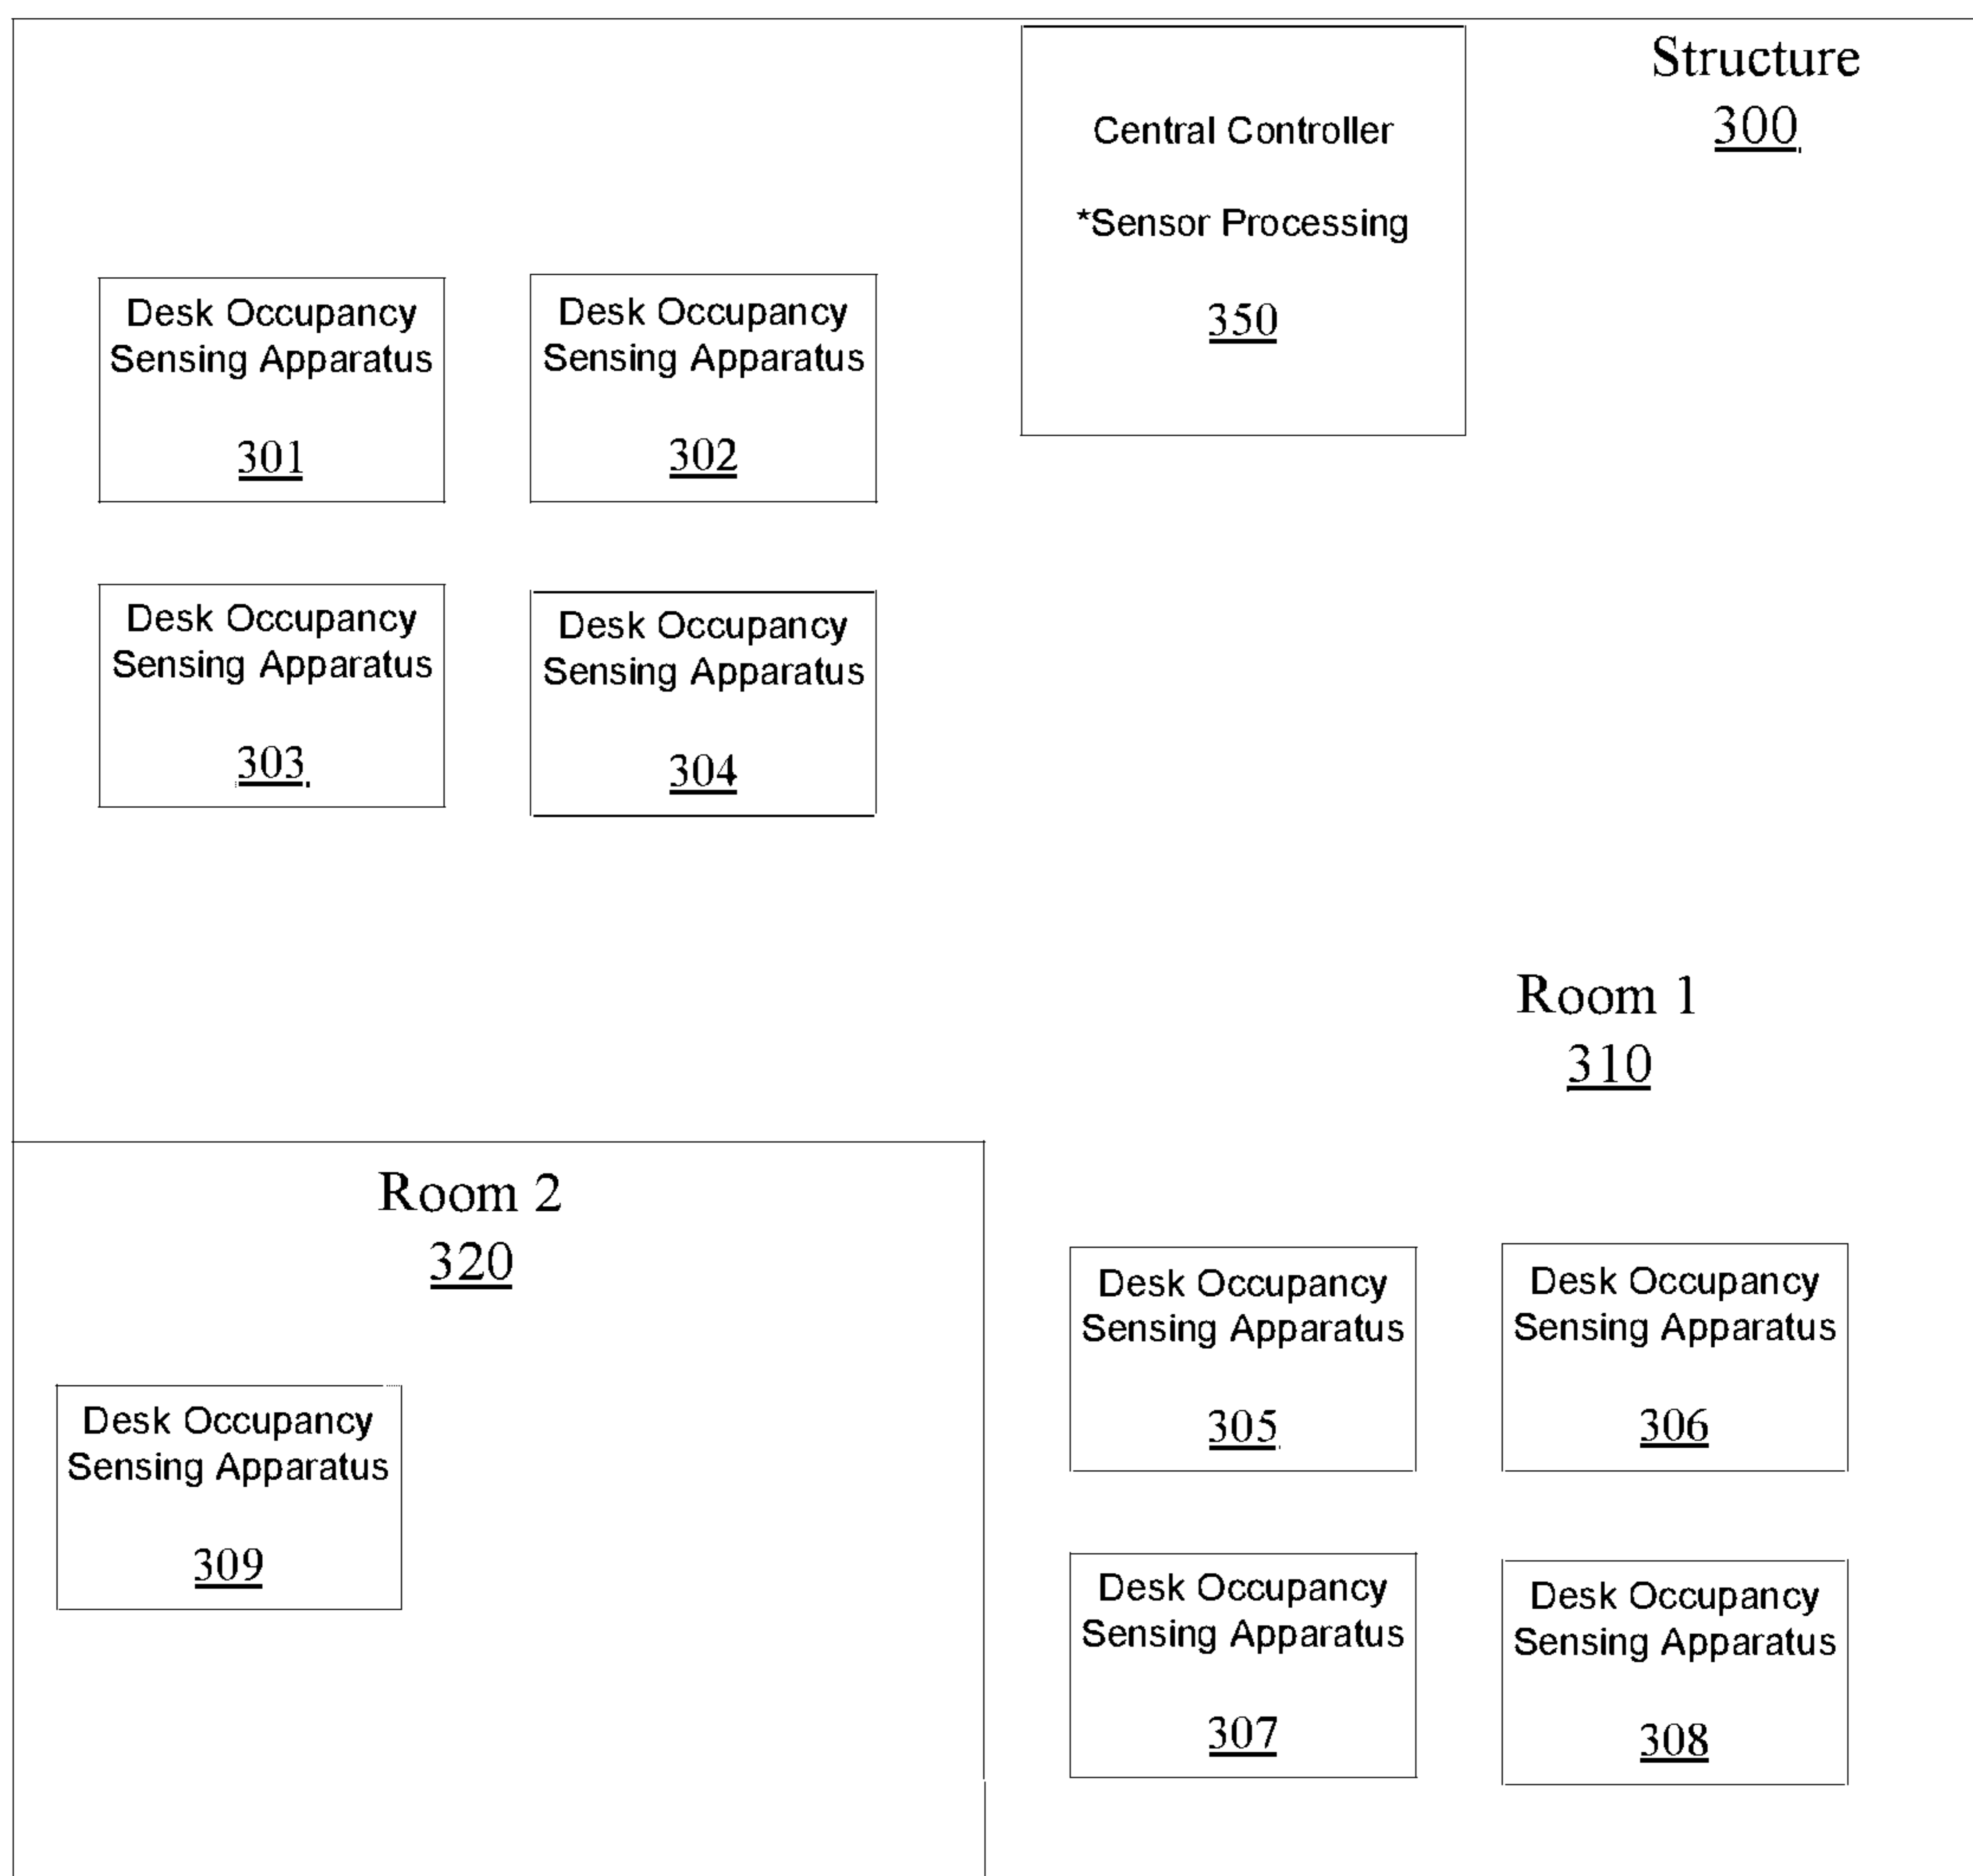 Structure
300
Central Controller
*Sensor Processing
350
Desk Occupancy
Sensing Apparatus
301
Desk Occupancy
Sensing Apparatus
302
Desk Occupancy
Sensing Apparatus
303
Desk Occupancy
Sensing Apparatus
304
Room 1
310
Room 2
320
Desk Occupancy
Sensing Apparatus
305
Desk Occupancy
Sensing Apparatus
306
Desk Occupancy
Sensing Apparatus
309
Desk Occupancy
Sensing Apparatus
307
Desk Occupancy
Sensing Apparatus
308